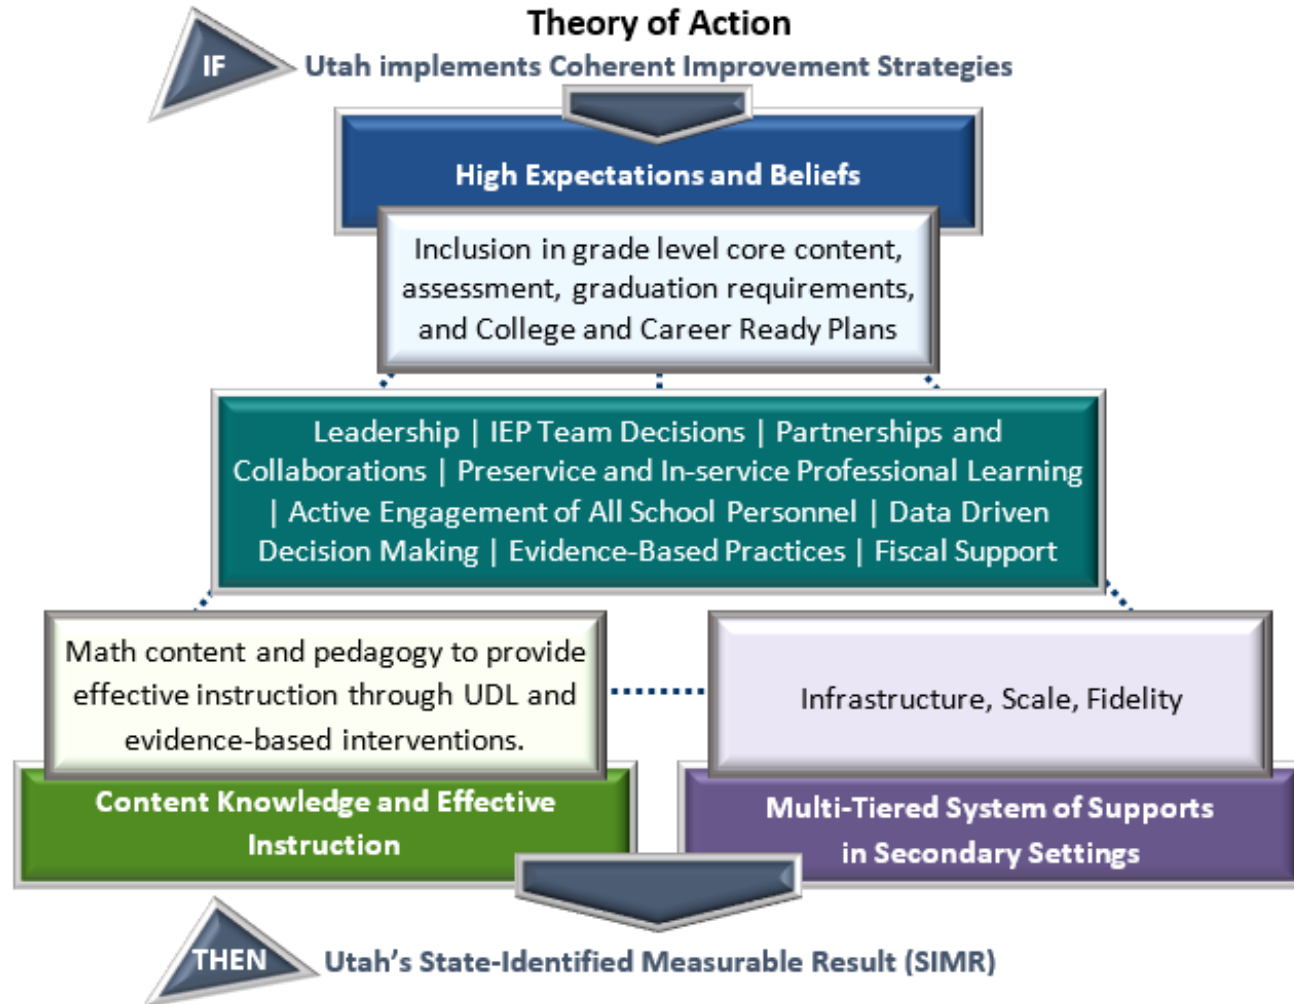 Theory of Action
IF
Utah implements Coherent Improvement Strategies
High Expectations and Beliefs
Inclusion in grade level core content,
assessment, graduation requirements,
and College and Career Ready Plans
Leadership | IEP Team Decisions | Partnerships and
Collaborations | Preservice and In-service Professional Learning
| Active Engagement of All School Personnel | Data Driven
Decision Making | Evidence-Based Practices | Fiscal Support
Math content and pedagogy to provide
effective instruction through UDL and
evidence-based interventions.
Content Knowledge and Effective
Instruction
Infrastructure, Scale, Fidelity
Multi-Tiered System of Supports
in Secondary Settings
THEN
Utah’s State-Identified Measurable Result (SIMR)